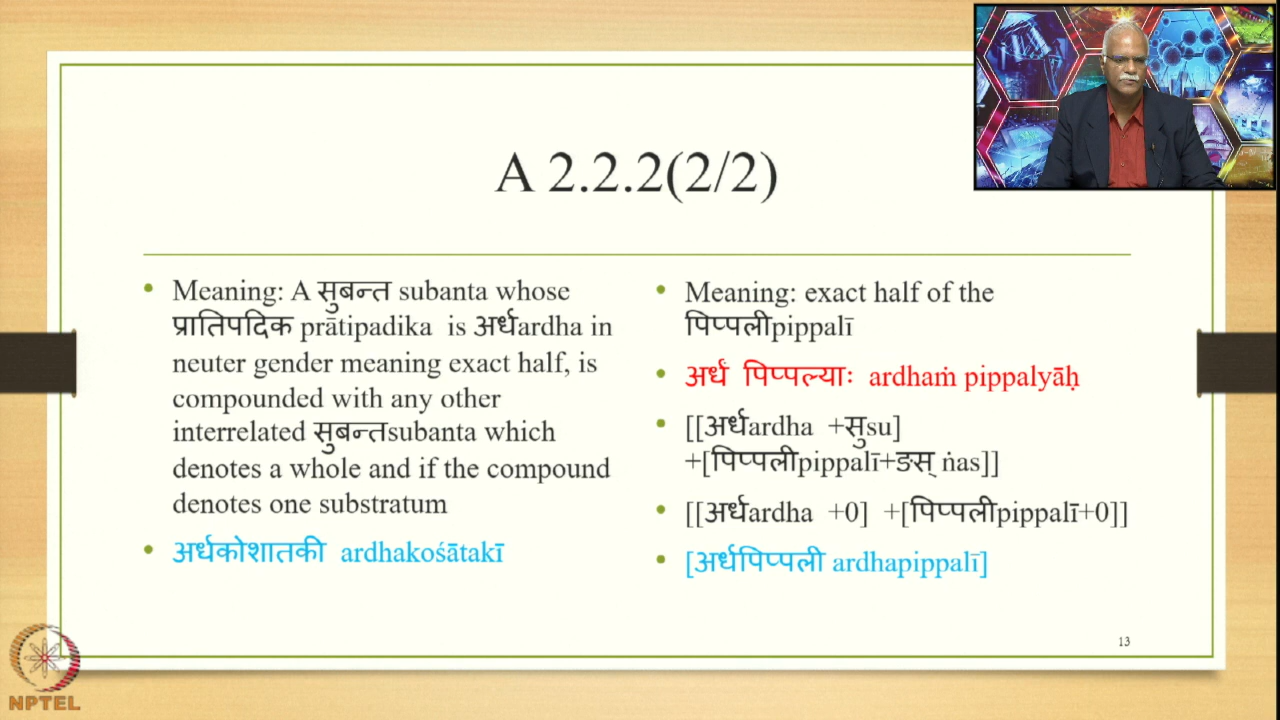 A 2.2.2(2/2)
• Meaning: A सुबन्त subanta whose
प्रातिपदिक prātipadika is अर्धardha in
neuter gender meaning exact half, is
compounded with any other
interrelated सुबन्तsubanta which
denotes a whole and if the compound
denotes one substratum
• अर्धकोशातकी ardhakośātakī
• Meaning: exact half of the
पिप्पलीpippalī
• अर्धं पिप्पल्याः ardhaṁ pippalyāḥ
• [[अर्धardha +सुsu]
+[पिप्पलीpippalī+ङस् ṅas]]
• [[अर्धardha +0] +[पिप्पलीpippalī+0]]
• [अर्धपिप्पली ardhapippalī]
13
NPTEL